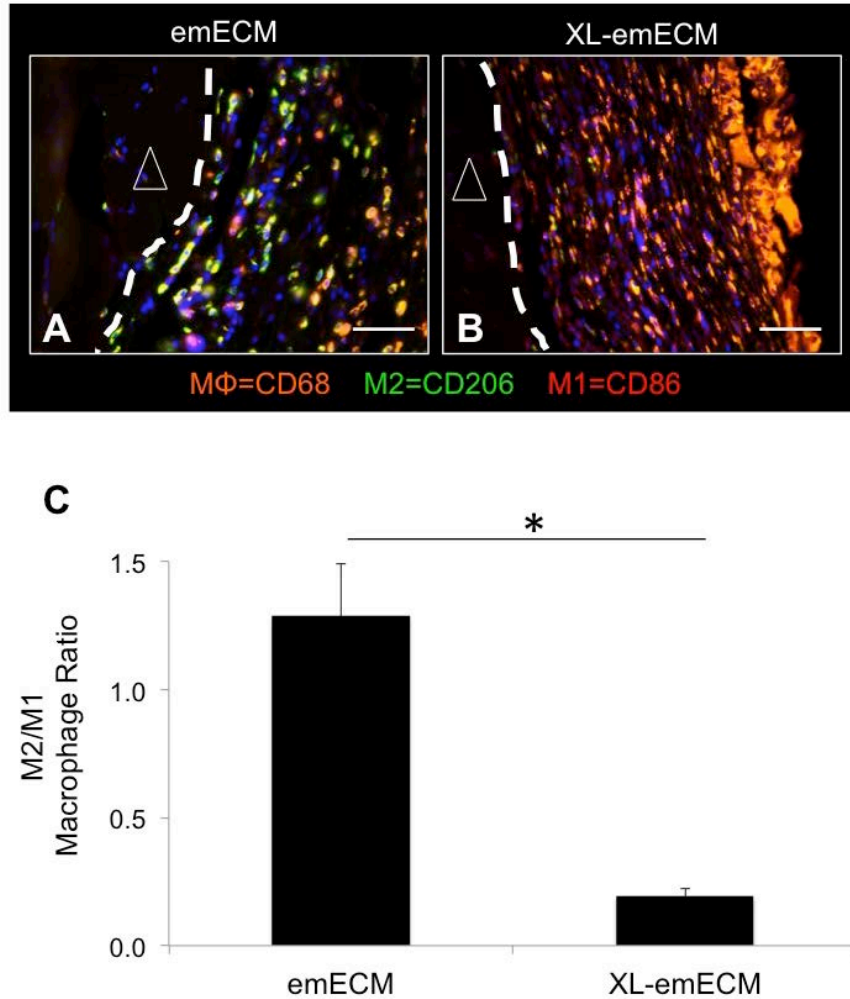 emECM XL-emECM
A B
MΦ=CD68 M2=CD206 M1=CD86
C
*
M2/M1
Macrophage Ratio
1.5
1.0
0.5
0.0
emECM XL-emECM